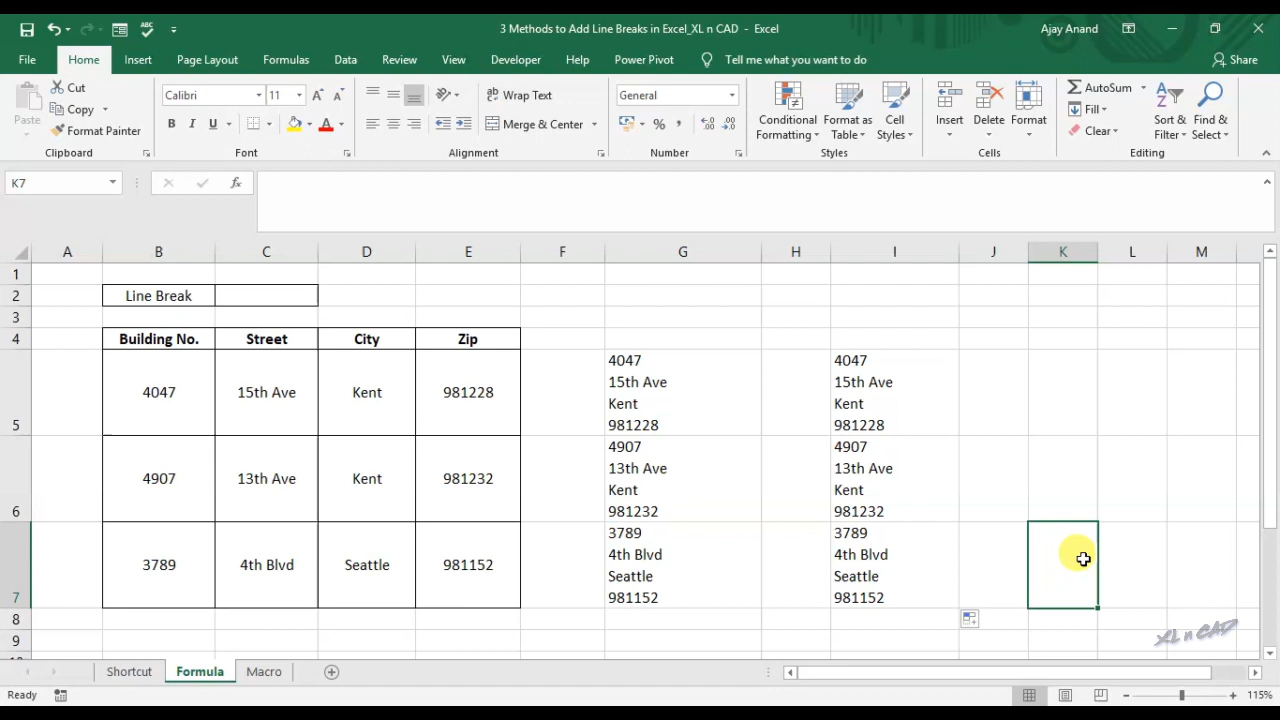 3 Methods to Add Line Breaks in Excel_XL n CAD - Excel
Ajay Anand
File Home Insert Page Layout Formulas Data Review View Developer Help Power Pivot Tell me what you want to do Share
Paste
Cut
Copy
Format Painter
Clipboard
Calibri 11
B I U
Font
Wrap Text
Merge & Center
Alignment
General
Number
Conditional Formatting
Format as Table
Cell Styles
Styles
Insert
Delete
Format
Cells
AutoSum
Fill
Clear
Sort & Filter
Find & Select
Editing
K7
fx
A B C D E F G H I J K L M
1
2 Line Break
3
4 Building No. Street City Zip
5 4047 15th Ave Kent 981228
4047
15th Ave
Kent
981228
4047
15th Ave
Kent
981228
6 4907 13th Ave Kent 981232
4907
13th Ave
Kent
981232
4907
13th Ave
Kent
981232
7 3789 4th Blvd Seattle 981152
3789
4th Blvd
Seattle
981152
3789
4th Blvd
Seattle
981152
8
9
XL n CAD
Shortcut Formula Macro
Ready
115%